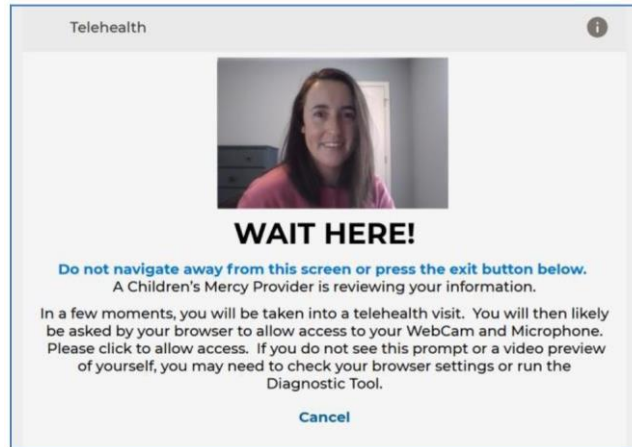 Telehealth
WAIT HERE!
Do not navigate away from this screen or press the exit button below.
A Children's Mercy Provider is reviewing your information.
In a few moments, you will be taken into a telehealth visit.  You will then likely
be asked by your browser to allow access to your WebCam and Microphone.
Please click to allow access.  If you do not see this prompt or a video preview
of yourself, you may need to check your browser settings or run the
Diagnostic Tool.
Cancel